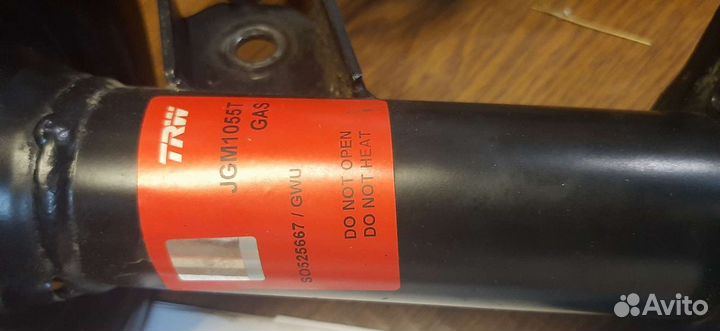 TRW
JGM1055T
GAS
SO525667 / GWU
DO NOT OPEN
DO NOT HEAT
Avito